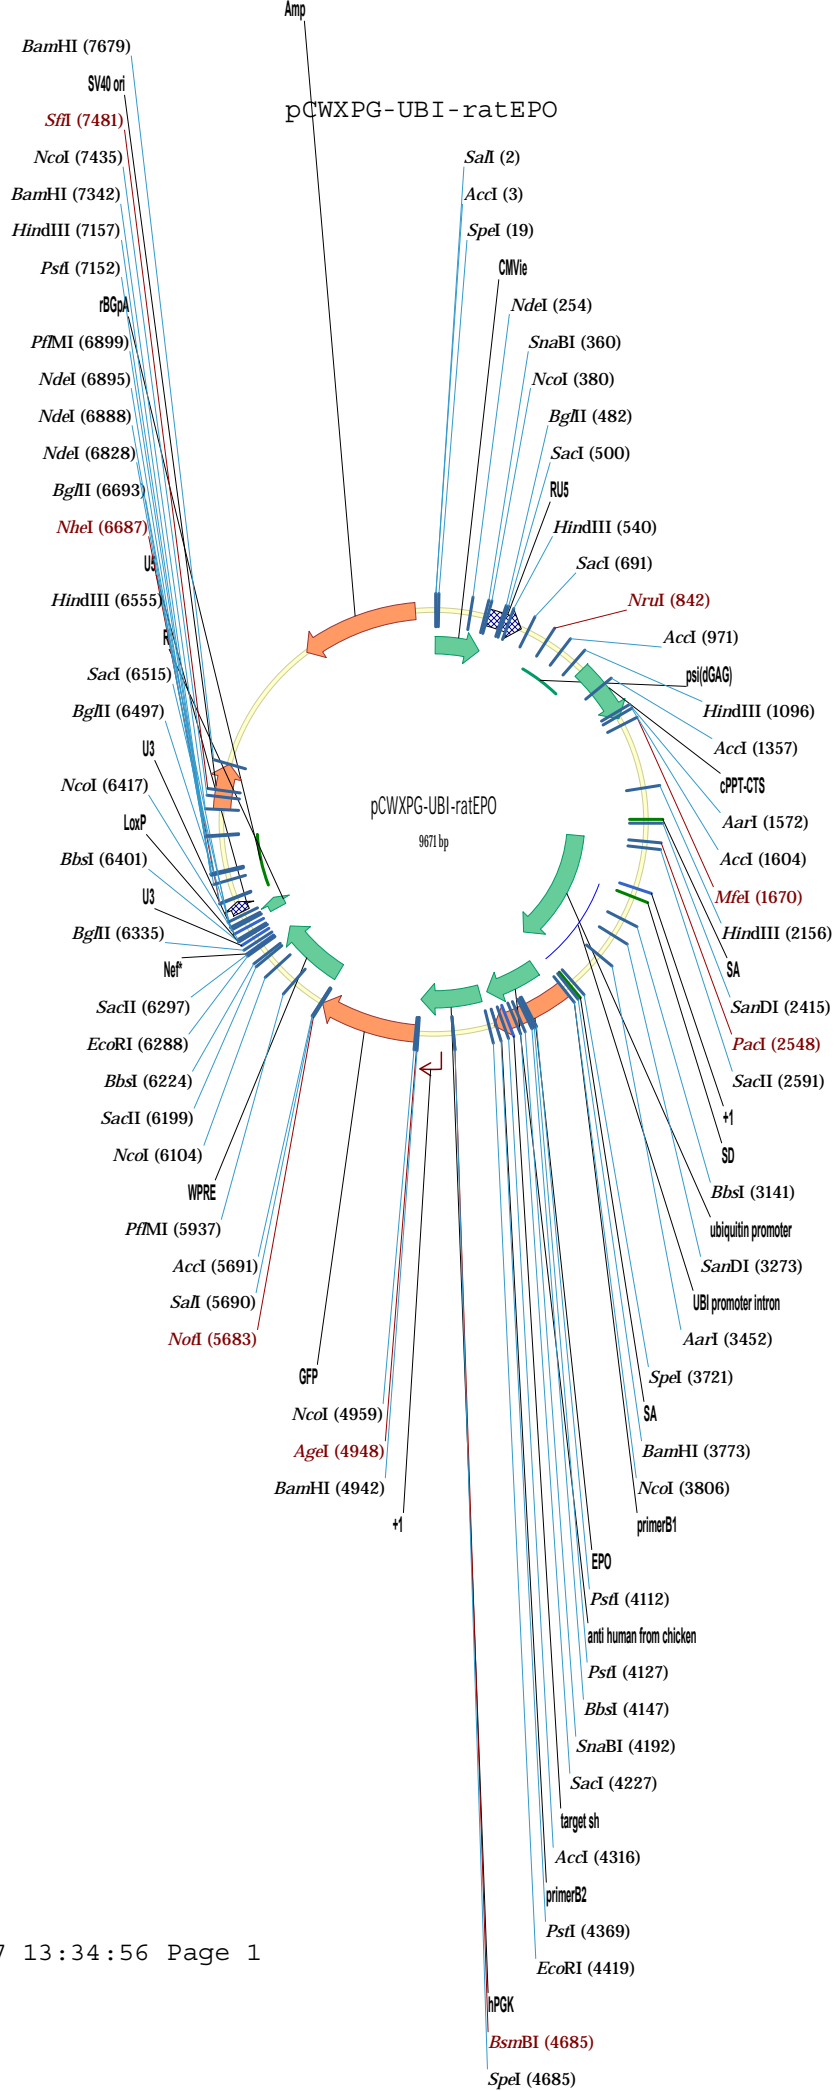 Amp
pCWXPG-UBI-ratEPO
BamHI (7679)
SV40 ori
SfiI (7481)
NcoI (7435)
BamHI (7342)
HindIII (7157)
PstI (7152)
rBGpA
PflMI (6899)
NdeI (6895)
NdeI (6888)
NdeI (6828)
BglII (6693)
NheI (6687)
U5
HindIII (6555)
R
SacI (6515)
BglII (6497)
U3
NcoI (6417)
LoxP
BbsI (6401)
U3
BglII (6335)
Nef*
SacII (6297)
EcoRI (6288)
BbsI (6224)
SacII (6199)
NcoI (6104)
WPRE
PflMI (5937)
AccI (5691)
SalI (5690)
NotI (5683)
GFP
NcoI (4959)
AgeI (4948)
BamHI (4942)
+1
SalI (2)
AccI (3)
SpeI (19)
CMVie
NdeI (254)
SnaBI (360)
NcoI (380)
BglII (482)
SacI (500)
RU5
HindIII (540)
SacI (691)
NruI (842)
AccI (971)
psi(dGAG)
HindIII (1096)
AccI (1357)
cPPT-CTS
AarI (1572)
AccI (1604)
MfeI (1670)
HindIII (2156)
SA
SanDI (2415)
PacI (2548)
SacII (2591)
+1
SD
BbsI (3141)
ubiquitin promoter
SanDI (3273)
UBI promoter intron
AarI (3452)
SpeI (3721)
SA
BamHI (3773)
NcoI (3806)
primerB1
EPO
PstI (4112)
anti human from chicken
PstI (4127)
BbsI (4147)
SnaBI (4192)
SacI (4227)
target sh
AccI (4316)
primerB2
PstI (4369)
EcoRI (4419)
hPGK
BsmBI (4685)
SpeI (4685)
pCWXPG-UBI-ratEPO
9671 bp
7 13:34:56 Page 1